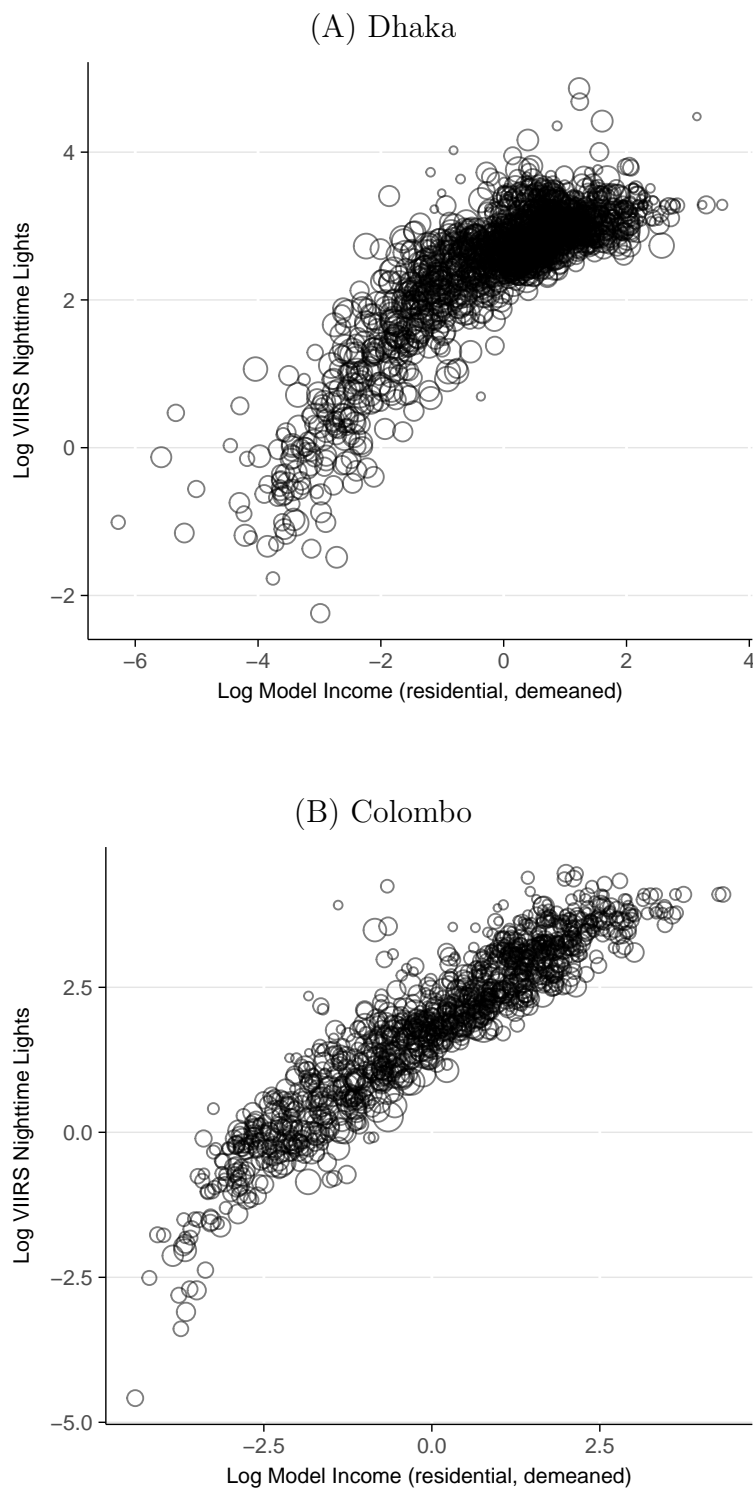 (A) Dhaka
4
2
0
−2
Log VIIRS Nighttime Lights
−6 −4 −2 0 2 4
Log Model Income (residential, demeaned)
(B) Colombo
2.5
0.0
−2.5
−5.0
Log VIIRS Nighttime Lights
−2.5 0.0 2.5
Log Model Income (residential, demeaned)